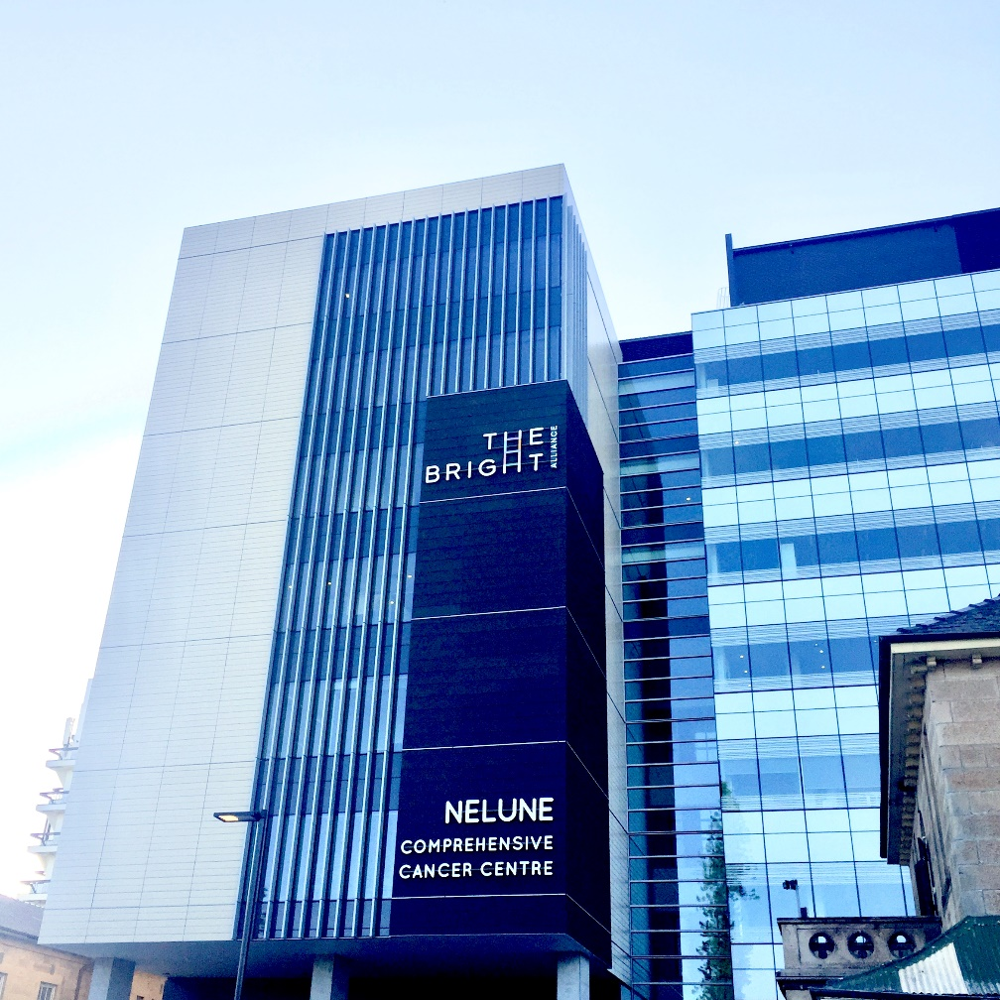 THE
BRIGHT
ALLIANCE
NELUNE
COMPREHENSIVE
CANCER CENTRE